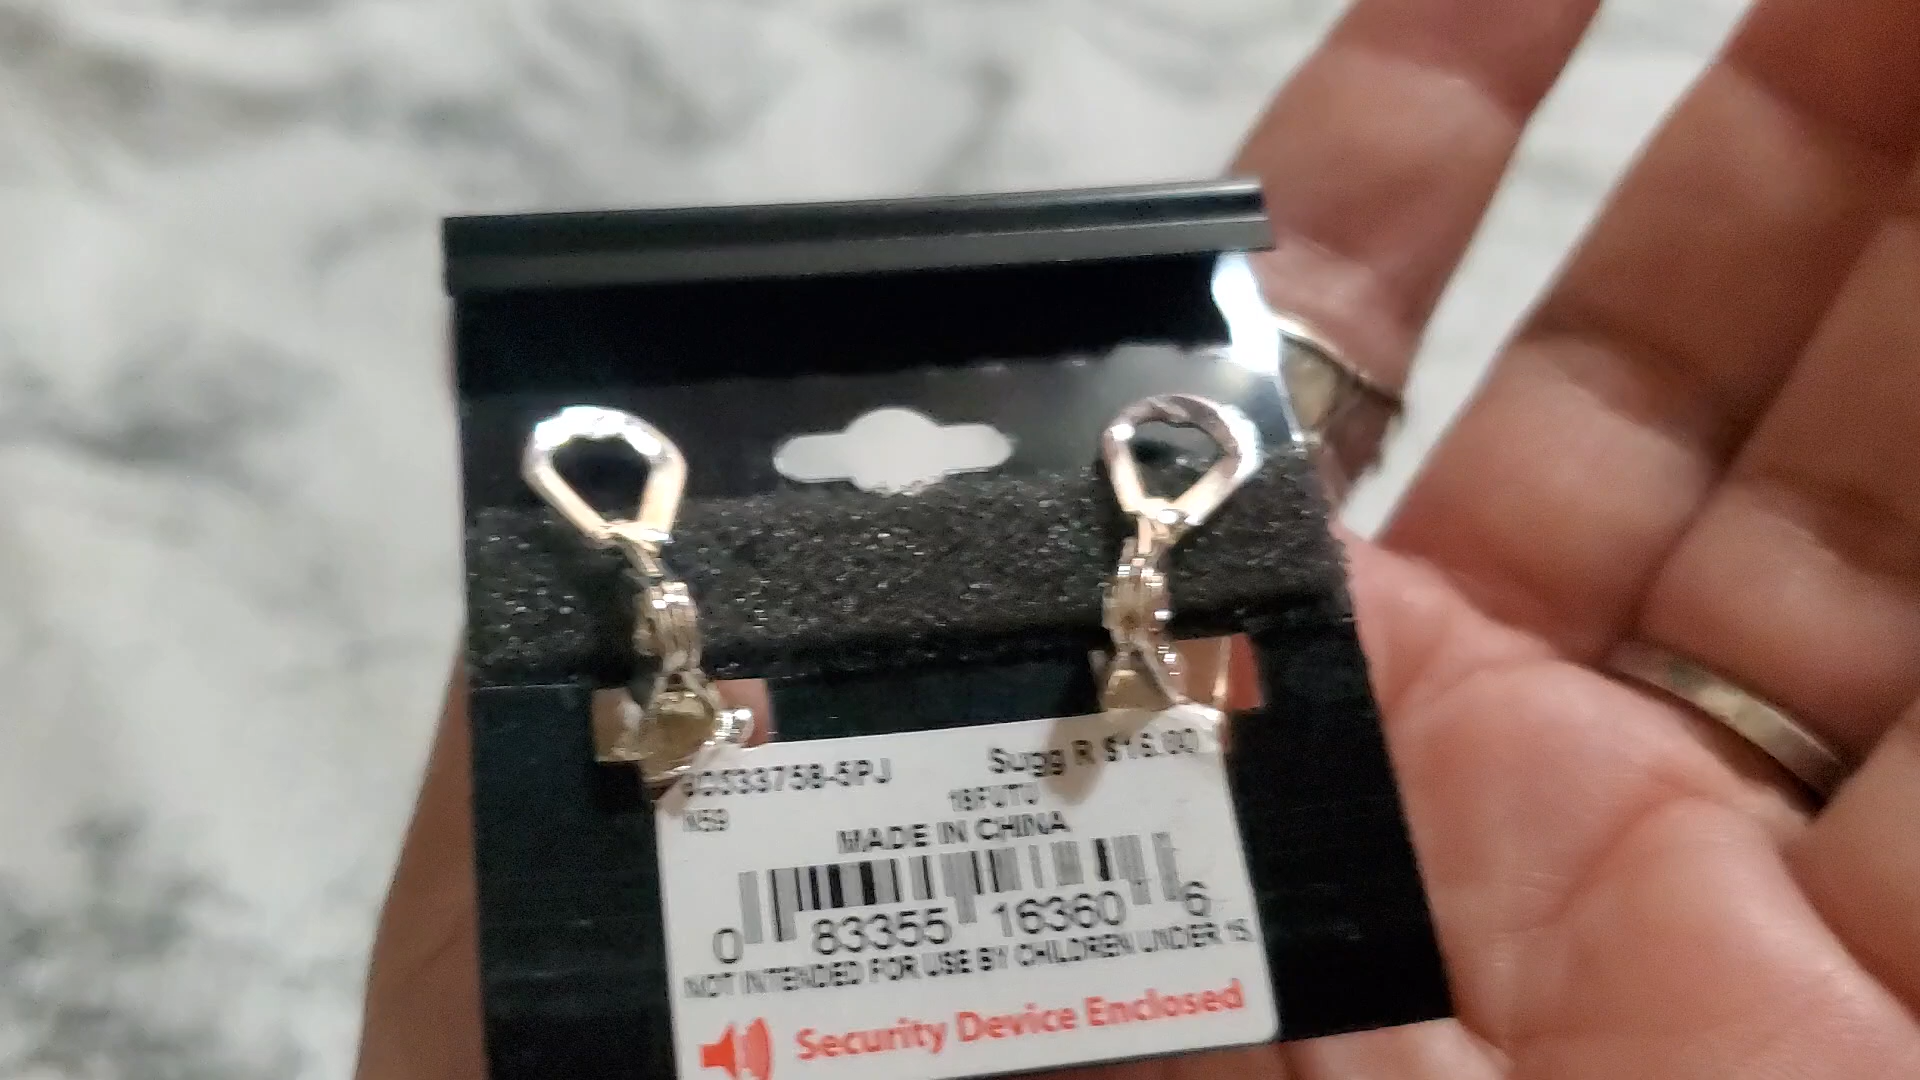 Sugg R $16.00
MADE IN CHINA
0 83355 16360 6
NOT INTENDED FOR USE BY CHILDREN UNDER 15
Security Device Enclosed